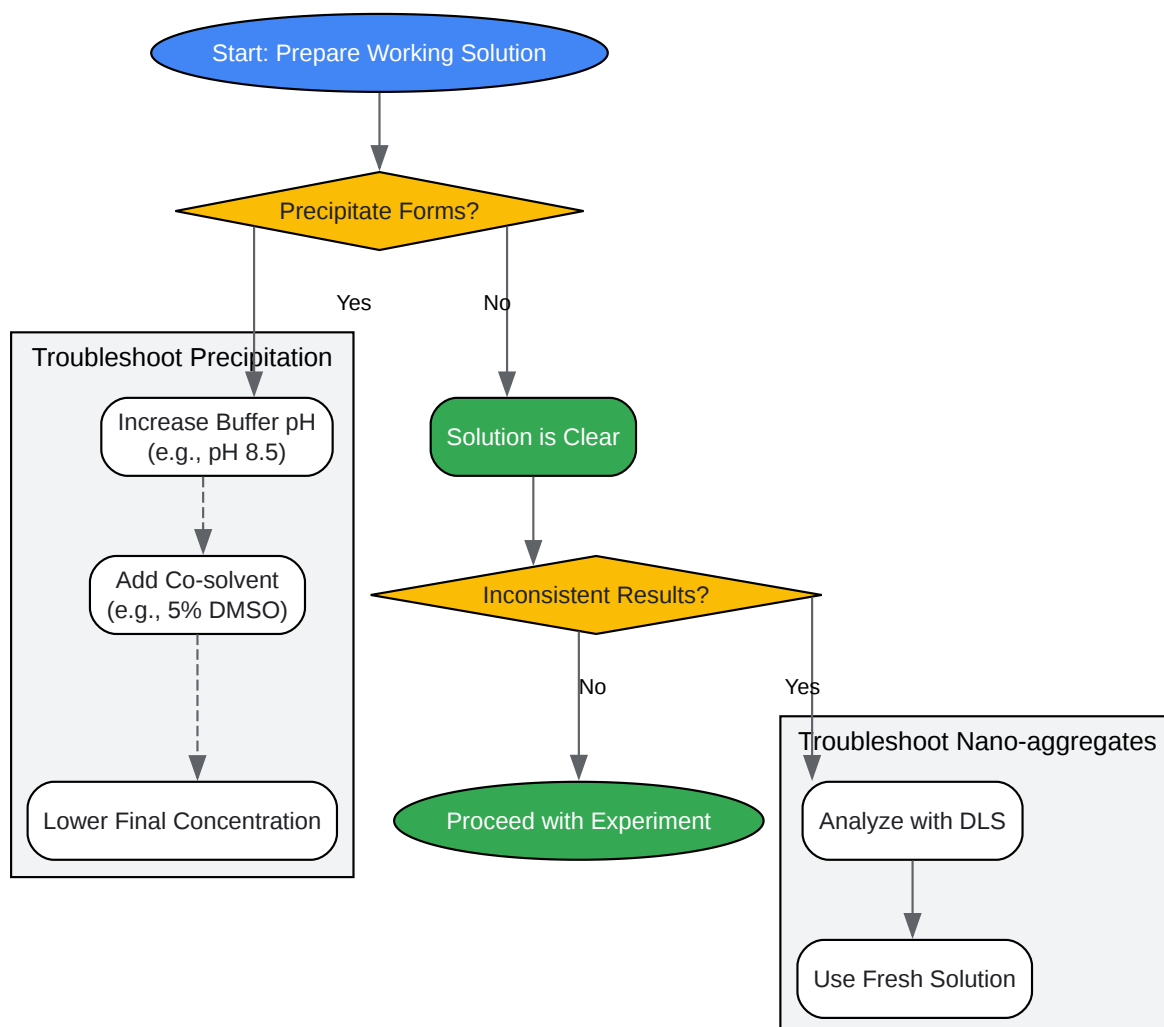 Start: Prepare Working Solution
Precipitate Forms?
Yes
No
Troubleshoot Precipitation
Increase Buffer pH
(e.g., pH 8.5)
Solution is Clear
Add Co-solvent
(e.g., 5% DMSO)
Inconsistent Results?
No
Yes
Troubleshoot Nano-aggregates
Lower Final Concentration
Proceed with Experiment
Analyze with DLS
Use Fresh Solution